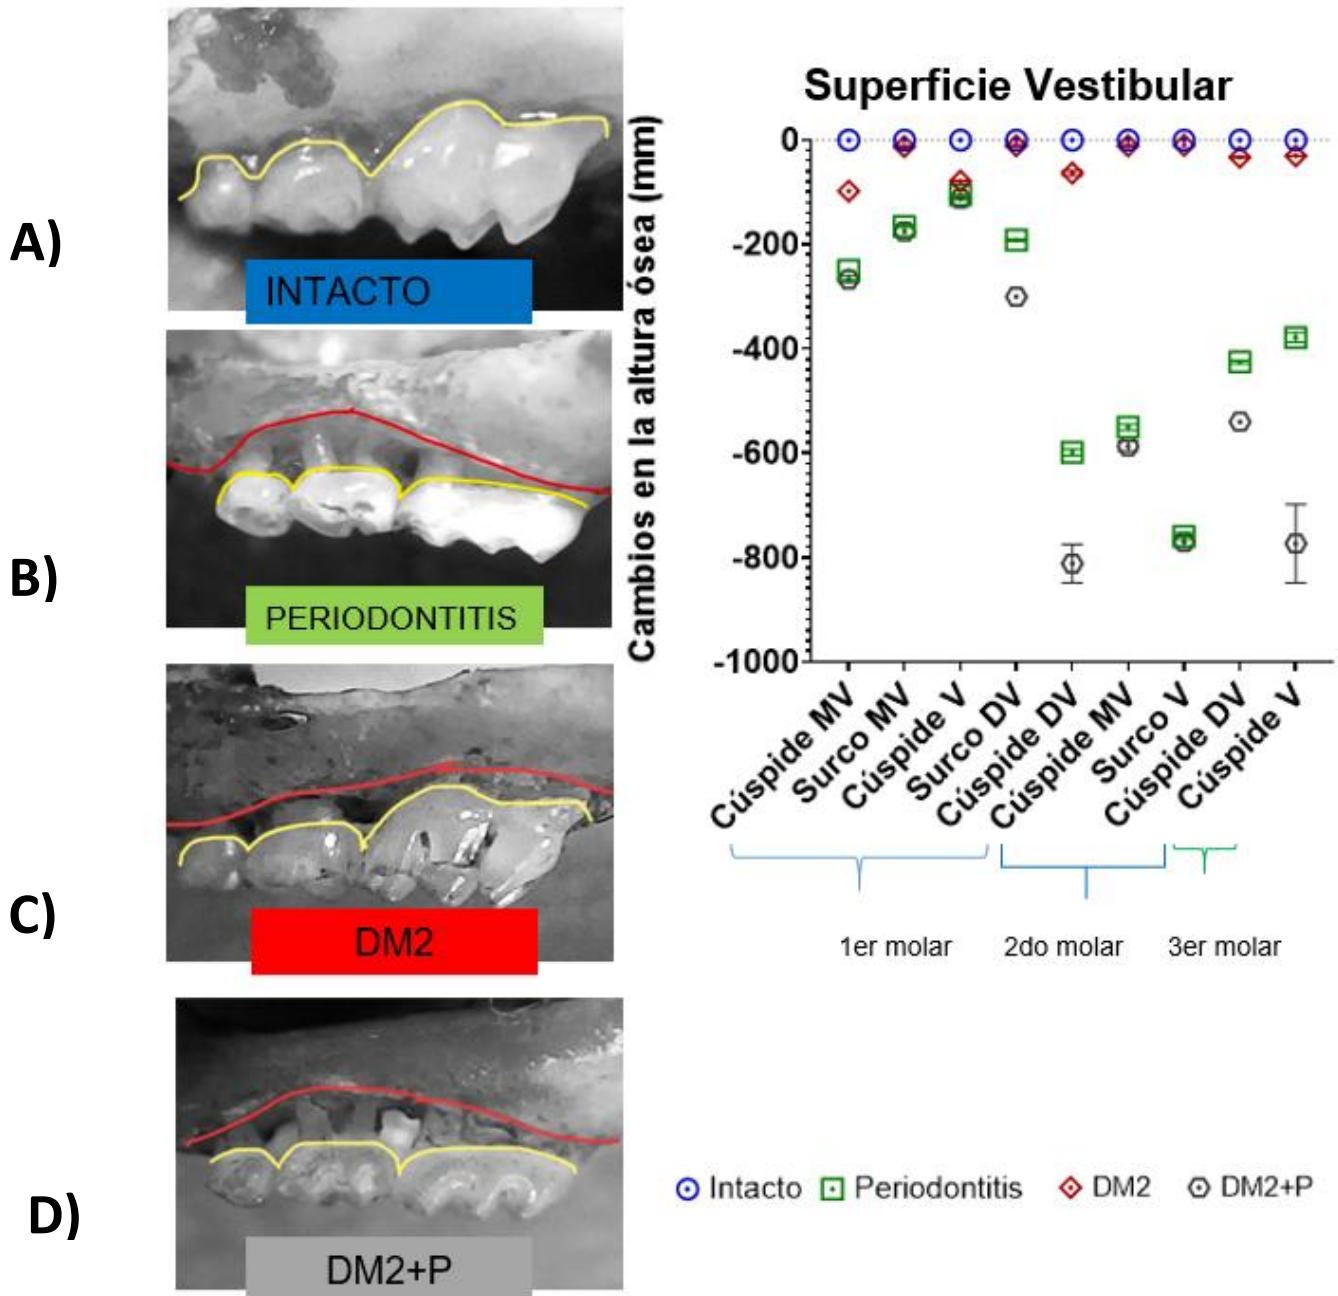 A)
INTACTO
B)
PERIODONTITIS
C)
DM2
D)
DM2+P
Superficie Vestibular
Cambios en la altura ósea (mm)
0
-200
-400
-600
-800
-1000
Cúspide MV
Surco MV
Cúspide V
Surco DV
Cúspide DV
Cúspide MV
Surco V
Cúspide DV
Cúspide V
1er molar
2do molar
3er molar
Intacto
Periodontitis
DM2
DM2+P